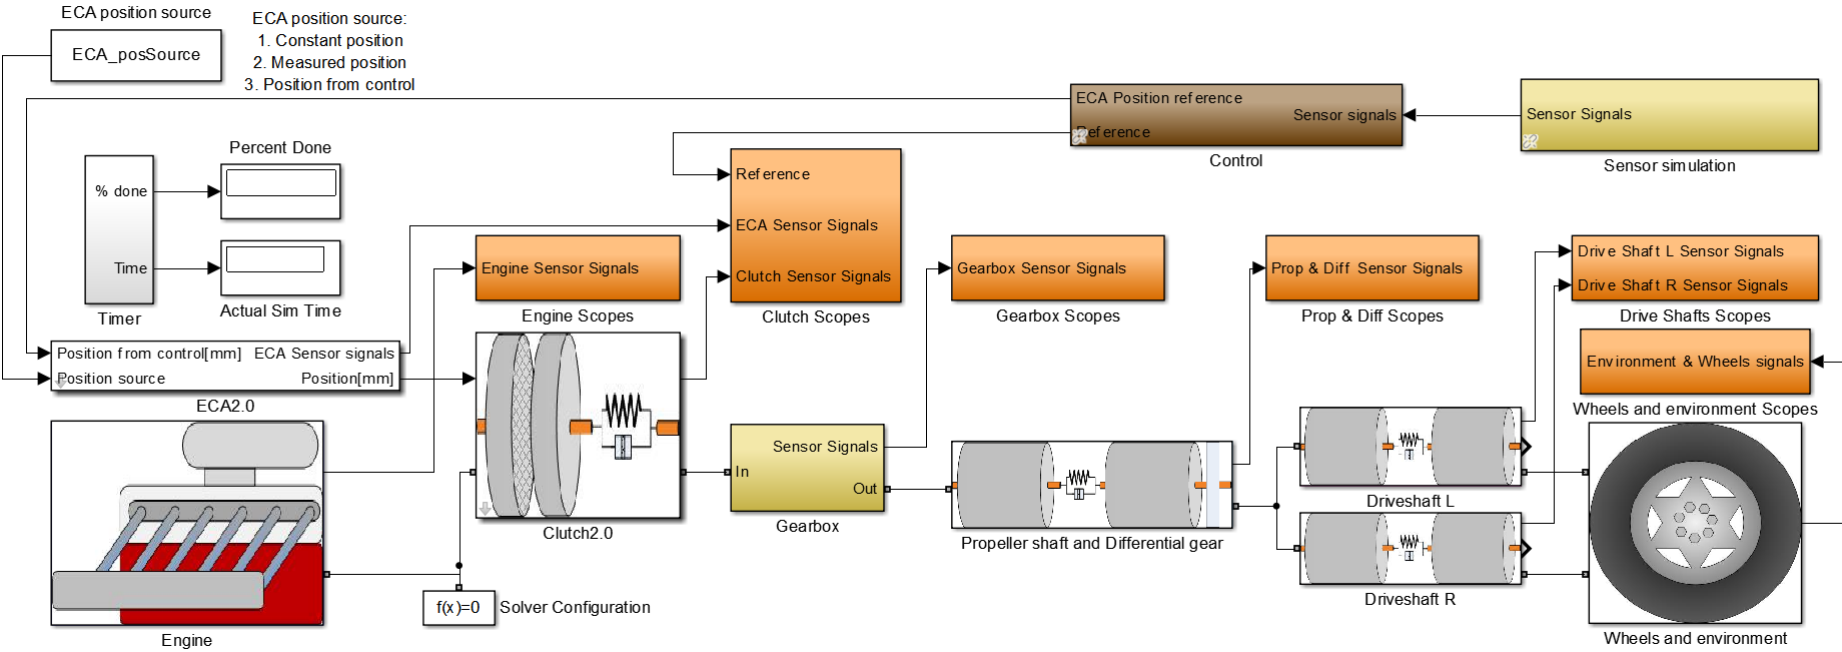 ECA position source
ECA_posSource
ECA position source:
1. Constant position
2. Measured position
3. Position from control
ECA Position reference
Reference
Sensor signals
Control
Sensor Signals
Sensor simulation
Percent Done
% done
Time
Timer
Actual Sim Time
Reference
ECA Sensor Signals
Clutch Sensor Signals
Clutch Scopes
Engine Sensor Signals
Engine Scopes
Gearbox Sensor Signals
Gearbox Scopes
Prop & Diff Sensor Signals
Prop & Diff Scopes
Drive Shaft L Sensor Signals
Drive Shaft R Sensor Signals
Drive Shafts Scopes
Environment & Wheels signals
Wheels and environment Scopes
Position from control[mm]
ECA Sensor signals
Position source
Position[mm]
ECA2.0
Engine
Clutch2.0
f(x)=0
Solver Configuration
Sensor Signals
In
Out
Gearbox
Propeller shaft and Differential gear
Driveshaft L
Driveshaft R
Wheels and environment